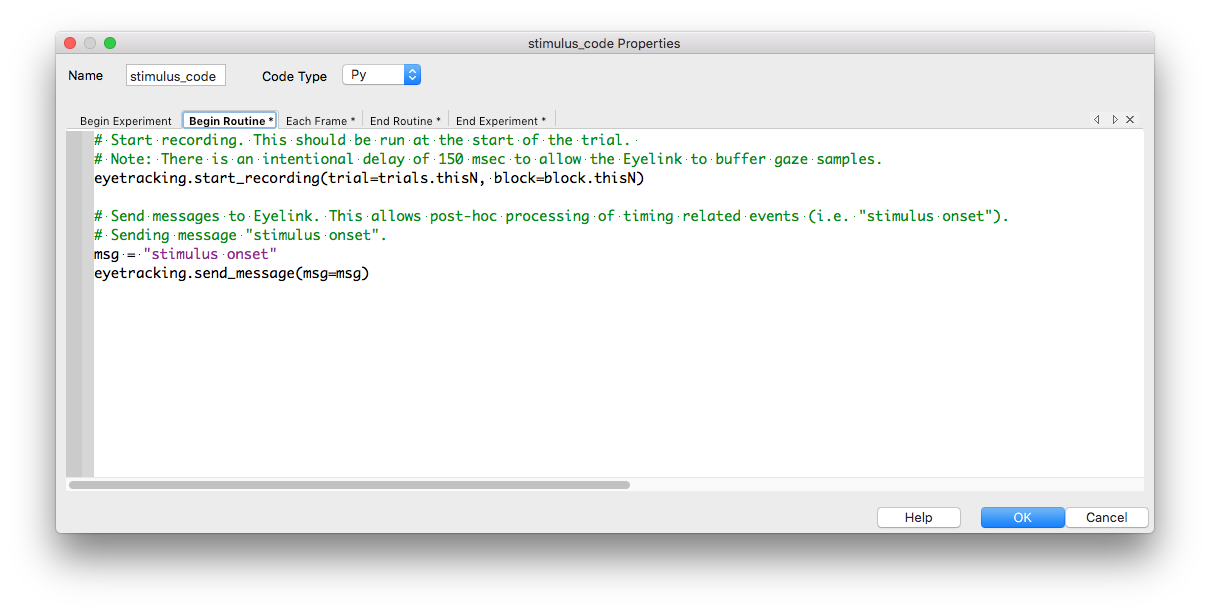 stimulus_code Properties
Name stimulus_code Code Type Py
Begin Experiment Begin Routine * Each Frame * End Routine * End Experiment *
# Start recording. This should be run at the start of the trial.
# Note: There is an intentional delay of 150 msec to allow the Eyelink to buffer gaze samples.
eyetracking.start_recording(trial=trials.thisN, block=block.thisN)
# Send messages to Eyelink. This allows post-hoc processing of timing related events (i.e. "stimulus onset").
# Sending message "stimulus onset".
msg = "stimulus onset"
eyetracking.send_message(msg=msg)
Help OK Cancel